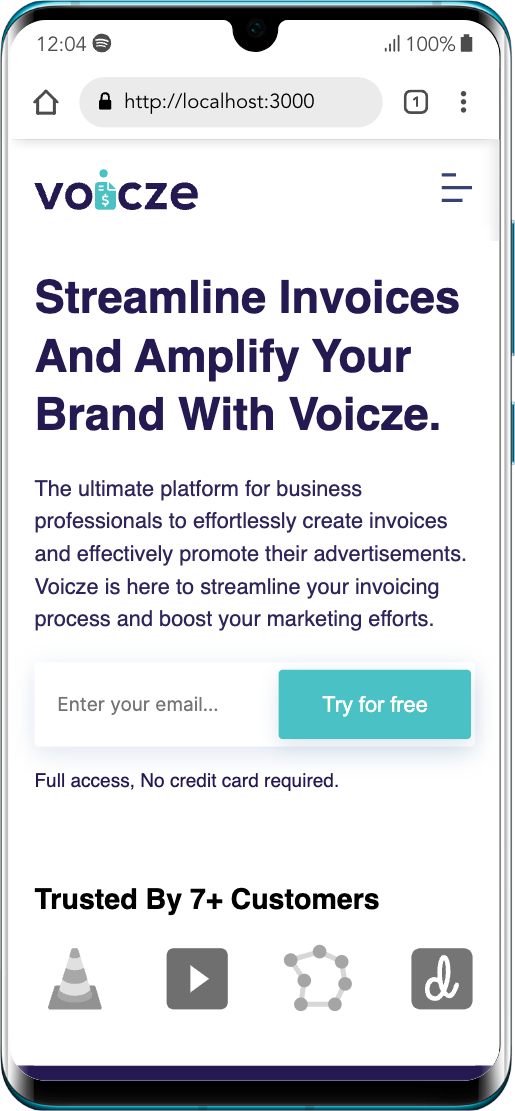 12:04 100%
http://localhost:3000 1
voicze
$
Streamline Invoices
And Amplify Your
Brand With Voicze.
The ultimate platform for business
professionals to effortlessly create invoices
and effectively promote their advertisements.
Voicze is here to streamline your invoicing
process and boost your marketing efforts.
Enter your email... Try for free
Full access, No credit card required.
Trusted By 7+ Customers
d